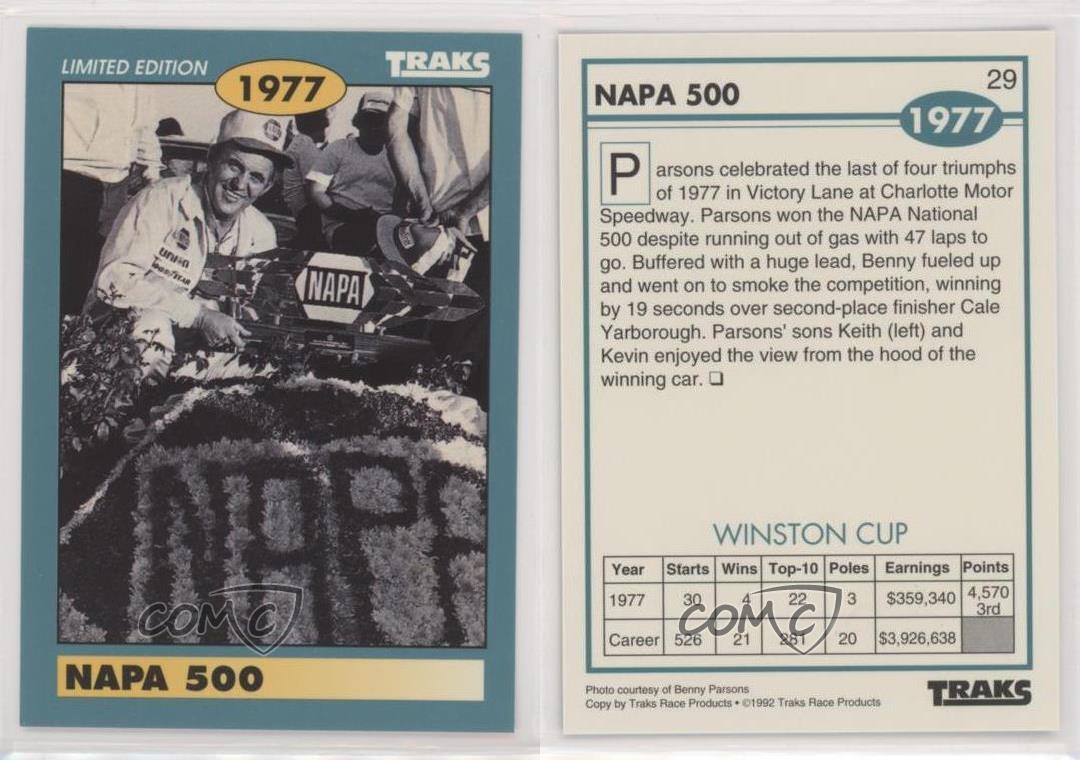 LIMITED EDITION
TRAKS
1977
union
GOODYEAR
NAPA
NAPA
COMC
NAPA 500
29
NAPA 500
1977
Parsons celebrated the last of four triumphs
of 1977 in Victory Lane at Charlotte Motor
Speedway. Parsons won the NAPA National
500 despite running out of gas with 47 laps to
go. Buffered with a huge lead, Benny fueled up
and went on to smoke the competition, winning
by 19 seconds over second-place finisher Cale
Yarborough. Parsons' sons Keith (left) and
Kevin enjoyed the view from the hood of the
winning car. ❑
WINSTON CUP
Year Starts Wins Top-10 Poles Earnings Points
1977 30 4 22 3 $359,340 4,570
3rd
Career 526 21 281 20 $3,926,638
COMC
Photo courtesy of Benny Parsons
Copy by Traks Race Products • ©1992 Traks Race Products
TRAKS